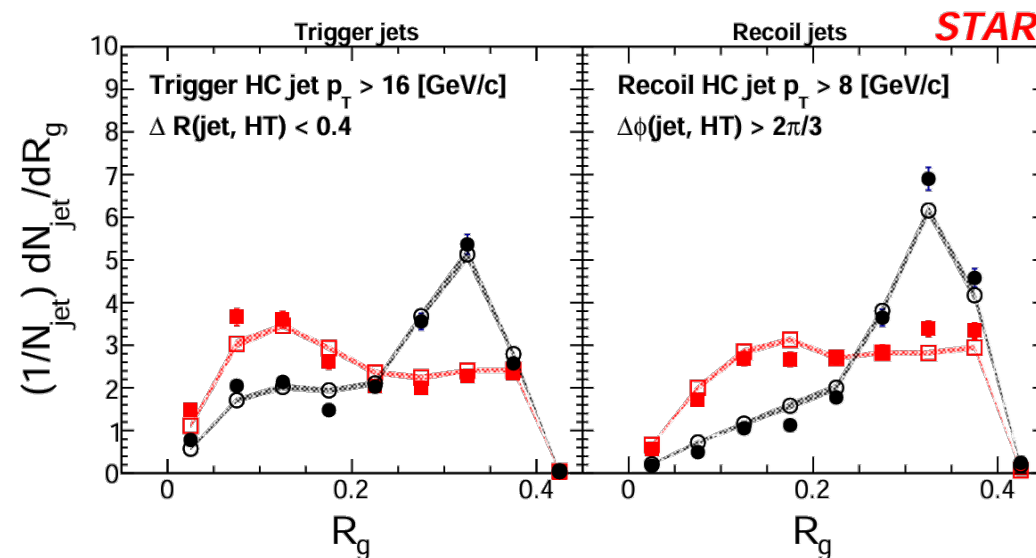 Trigger jets
Recoil jets
STAR
Trigger HC jet p_T > 16 [GeV/c]
Δ R(jet, HT) < 0.4
Recoil HC jet p_T > 8 [GeV/c]
Δϕ(jet, HT) > 2π/3
(1/N_jet) dN_jet/dR_g
10
9
8
7
6
5
4
3
2
1
0
0 0.2 0.4
0 0.2 0.4
R_g
R_g